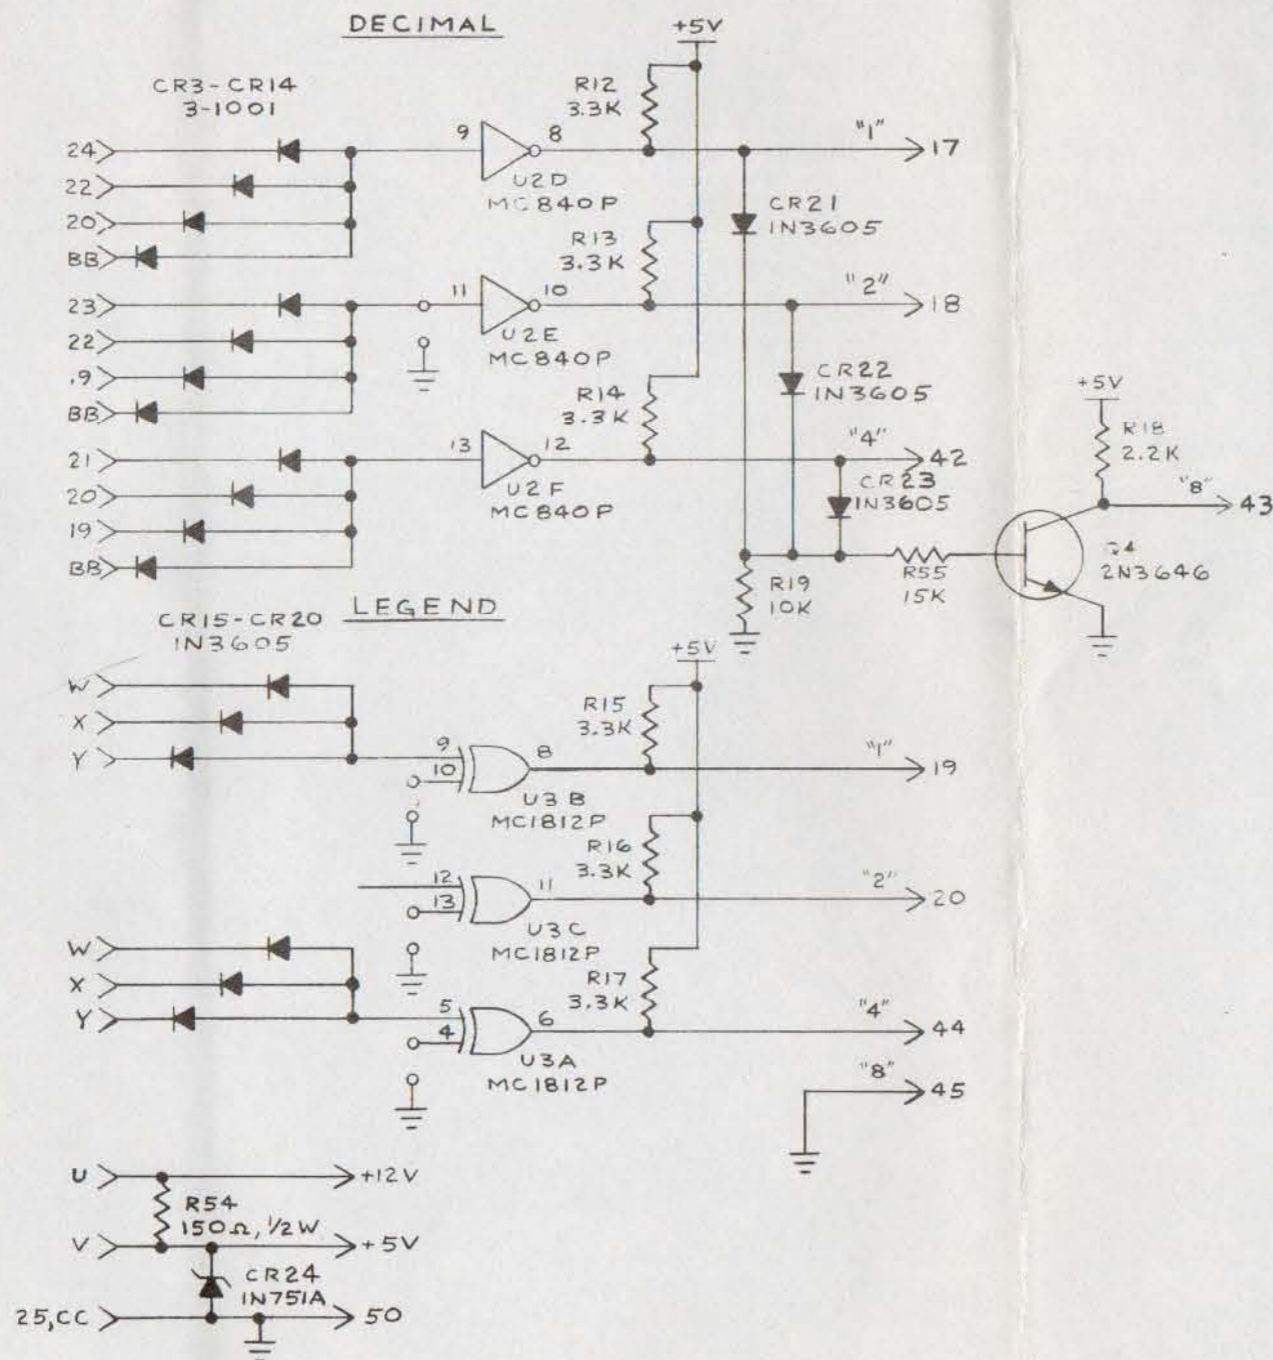 DECIMAL
+5V
CR3-CR14
3-1001
R12
3.3K
24
9
8
"1"
17
22
U2D
MC840P
20
CR21
1N3605
BB
R13
3.3K
23
11
10
"2"
18
22
U2E
MC840P
.9
CR22
1N3605
BB
R14
3.3K
+5V
R18
2.2K
21
13
12
"4"
42
20
U2F
MC840P
CR23
1N3605
"8"
43
19
BB
R19
10K
R55
15K
Q4
2N3646
CR15-CR20
1N3605
LEGEND
+5V
W
X
R15
3.3K
Y
9
10
8
"1"
19
U3B
MC1812P
R16
3.3K
12
13
11
"2"
20
U3C
MC1812P
W
X
R17
3.3K
Y
5
4
6
"4"
44
U3A
MC1812P
"8"
45
U
+12V
R54
150Ω, 1/2W
V
+5V
CR24
1N751A
25,CC
50